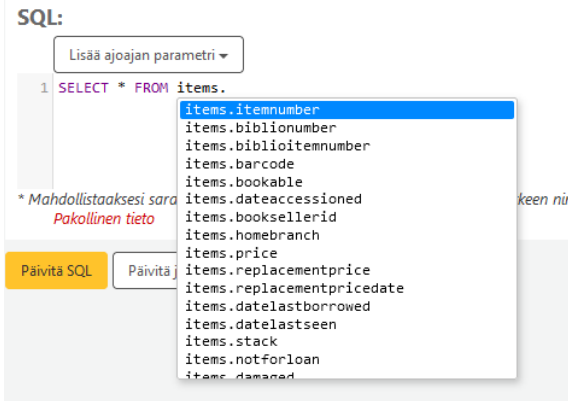 SQL:
Lisää ajoajan parametri
1 SELECT * FROM items.
items.itemnumber
items.biblionumber
items.biblioitemnumber
items.barcode
items.bookable
items.dateaccessioned
items.booksellerid
items.homebranch
items.price
items.replacementprice
items.replacementpricedate
items.datelastborrowed
items.datelastseen
items.stack
items.notforloan
items.damaged
* Mahdollistaaksesi
Pakollinen tieto
Päivitä SQL
Päivitä